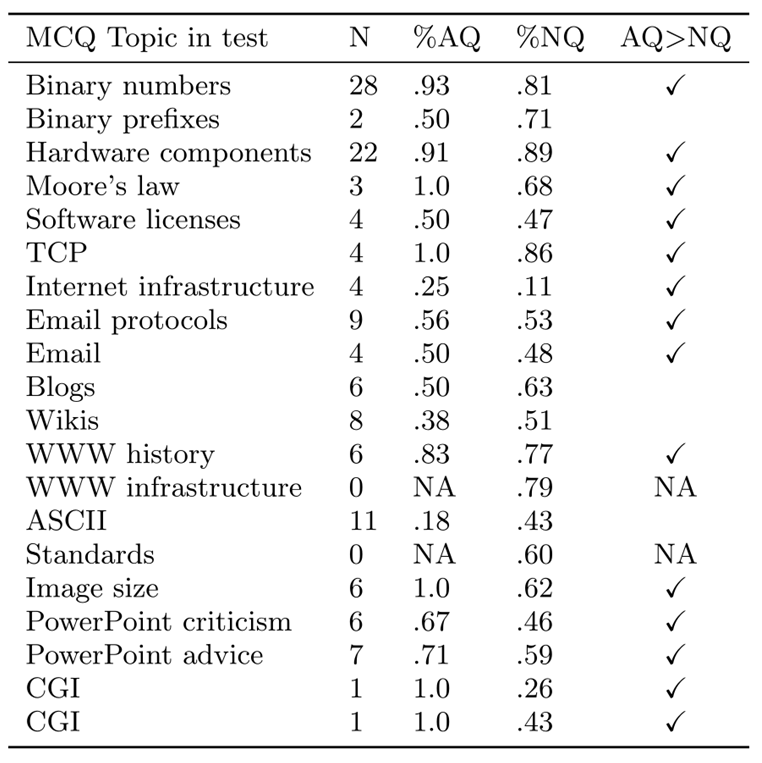 MCQ Topic in test N %AQ %NQ AQ>NQ
Binary numbers 28 .93 .81 ✓
Binary prefixes 2 .50 .71
Hardware components 22 .91 .89 ✓
Moore's law 3 1.0 .68 ✓
Software licenses 4 .50 .47 ✓
TCP 4 1.0 .86 ✓
Internet infrastructure 4 .25 .11 ✓
Email protocols 9 .56 .53 ✓
Email 4 .50 .48 ✓
Blogs 6 .50 .63
Wikis 8 .38 .51
WWW history 6 .83 .77 ✓
WWW infrastructure 0 NA .79 NA
ASCII 11 .18 .43
Standards 0 NA .60 NA
Image size 6 1.0 .62 ✓
PowerPoint criticism 6 .67 .46 ✓
PowerPoint advice 7 .71 .59 ✓
CGI 1 1.0 .26 ✓
CGI 1 1.0 .43 ✓